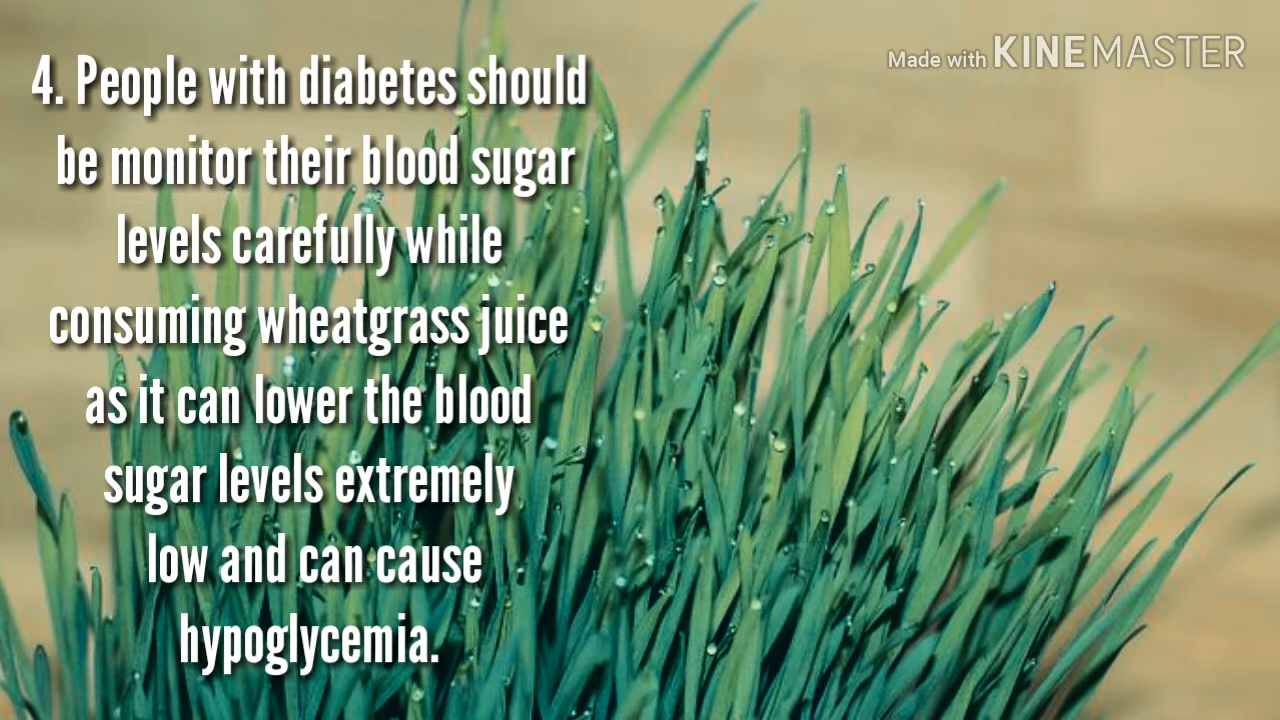 4. People with diabetes should
be monitor their blood sugar
levels carefully while
consuming wheatgrass juice
as it can lower the blood
sugar levels extremely
low and can cause
hypoglycemia.
Made with KINEMASTER